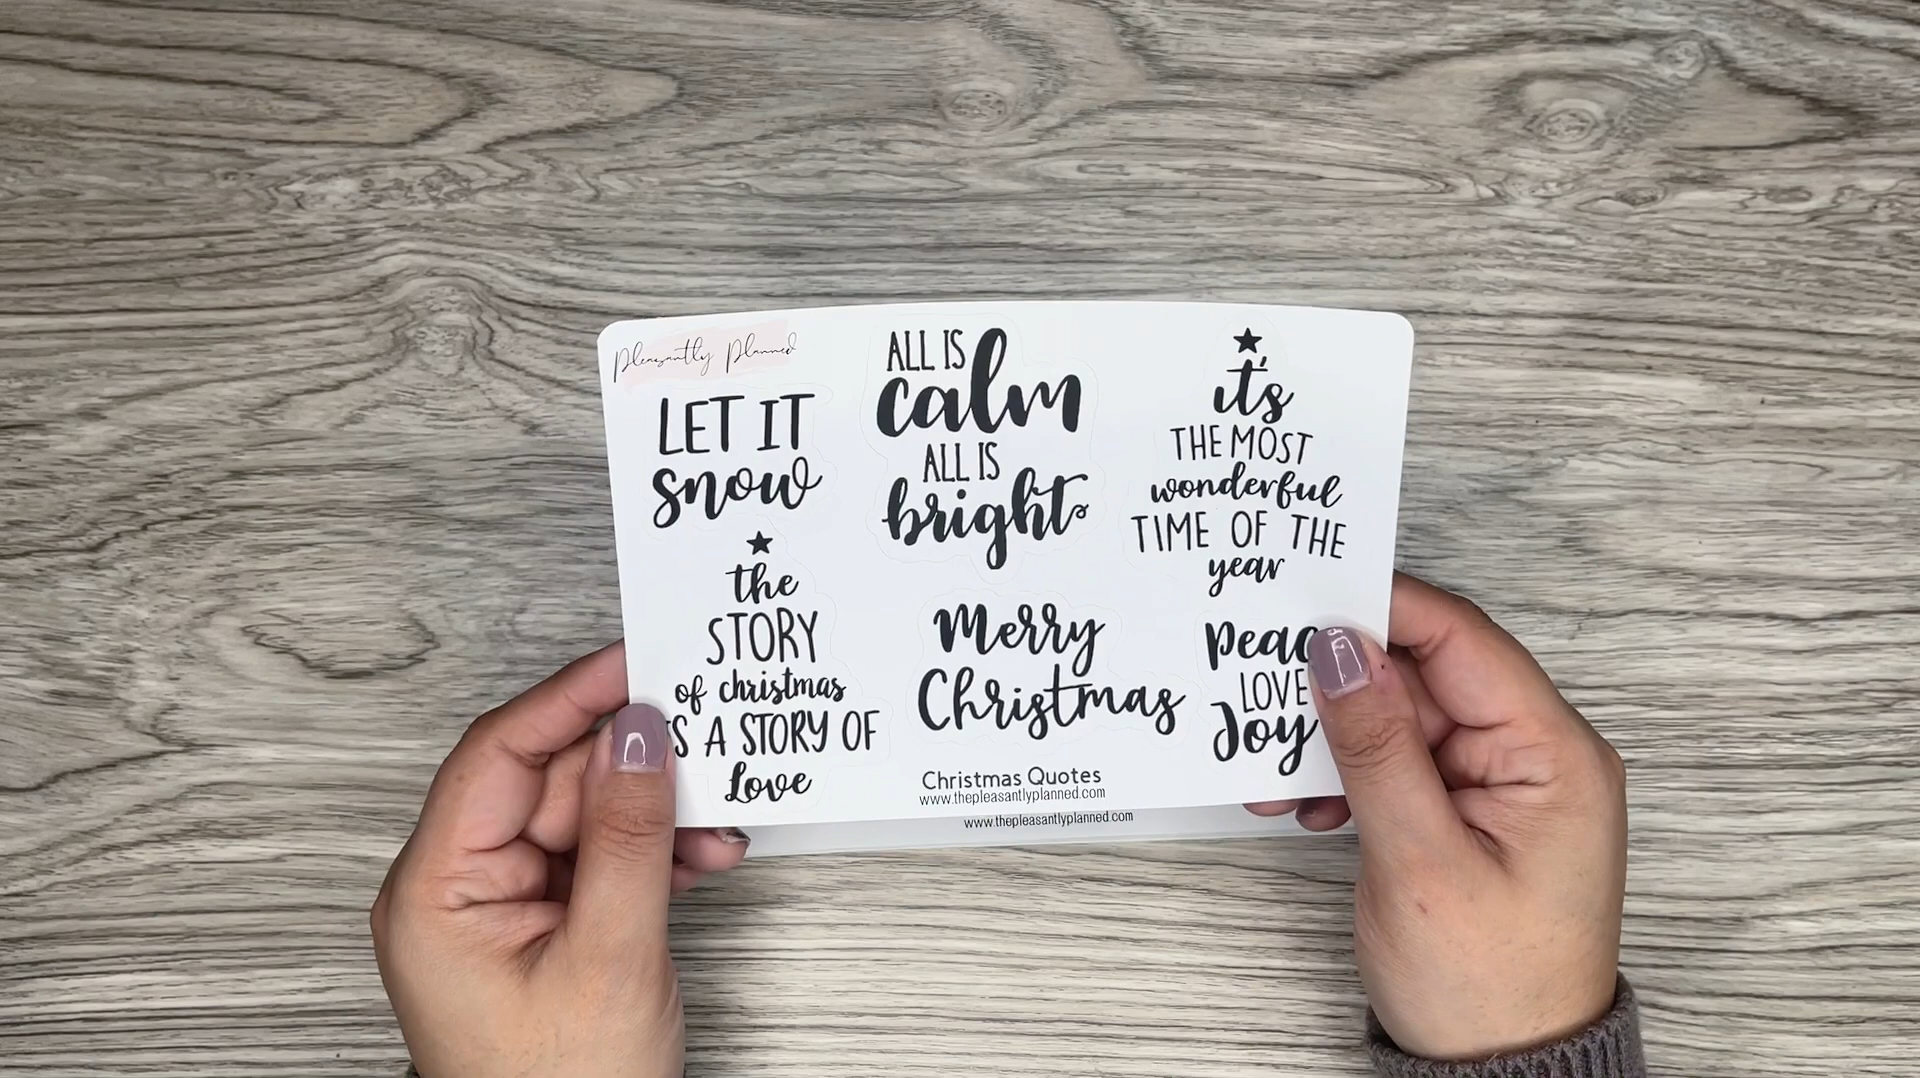 Pleasantly Planned
LET IT
snow
ALL IS
calm
ALL IS
bright
it's
THE MOST
wonderful
TIME OF THE
year
the
STORY
of christmas
A STORY OF
Love
Merry
Christmas
LOVE
Joy
Christmas Quotes
www.thepleasantlyplanned.com
www.thepleasantlyplanned.com